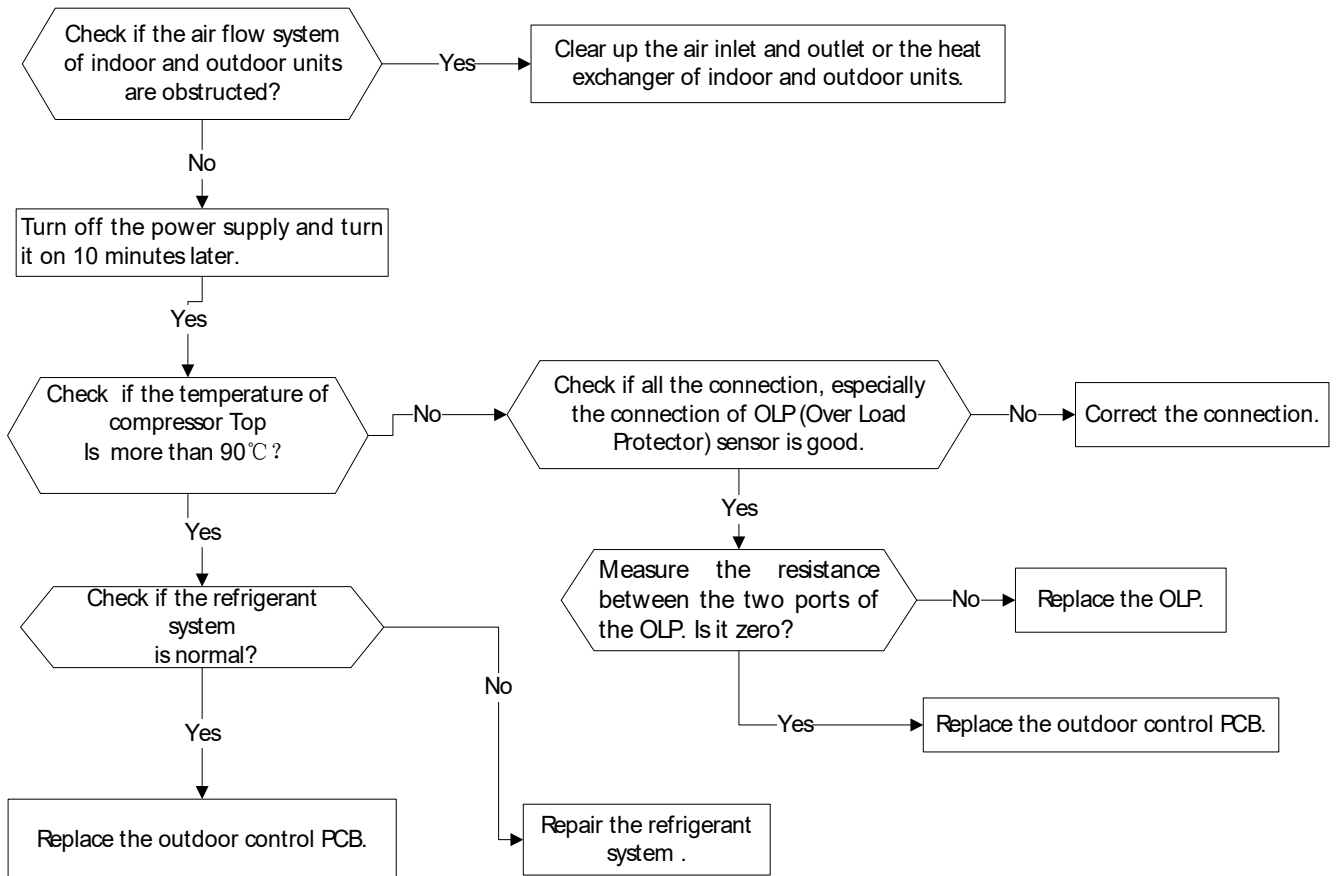 Check if the air flow system
of indoor and outdoor units
are obstructed?
Yes
Clear up the air inlet and outlet or the heat
exchanger of indoor and outdoor units.
No
Turn off the power supply and turn
it on 10 minutes later.
Yes
Check if the temperature of
compressor Top
Is more than 90℃?
No
Check if all the connection, especially
the connection of OLP (Over Load
Protector) sensor is good.
No
Correct the connection.
Yes
Yes
Measure the resistance
between the two ports of
the OLP. Is it zero?
No
Replace the OLP.
Check if the refrigerant
system
is normal?
No
Yes
Yes
Replace the outdoor control PCB.
Replace the outdoor control PCB.
Repair the refrigerant
system .